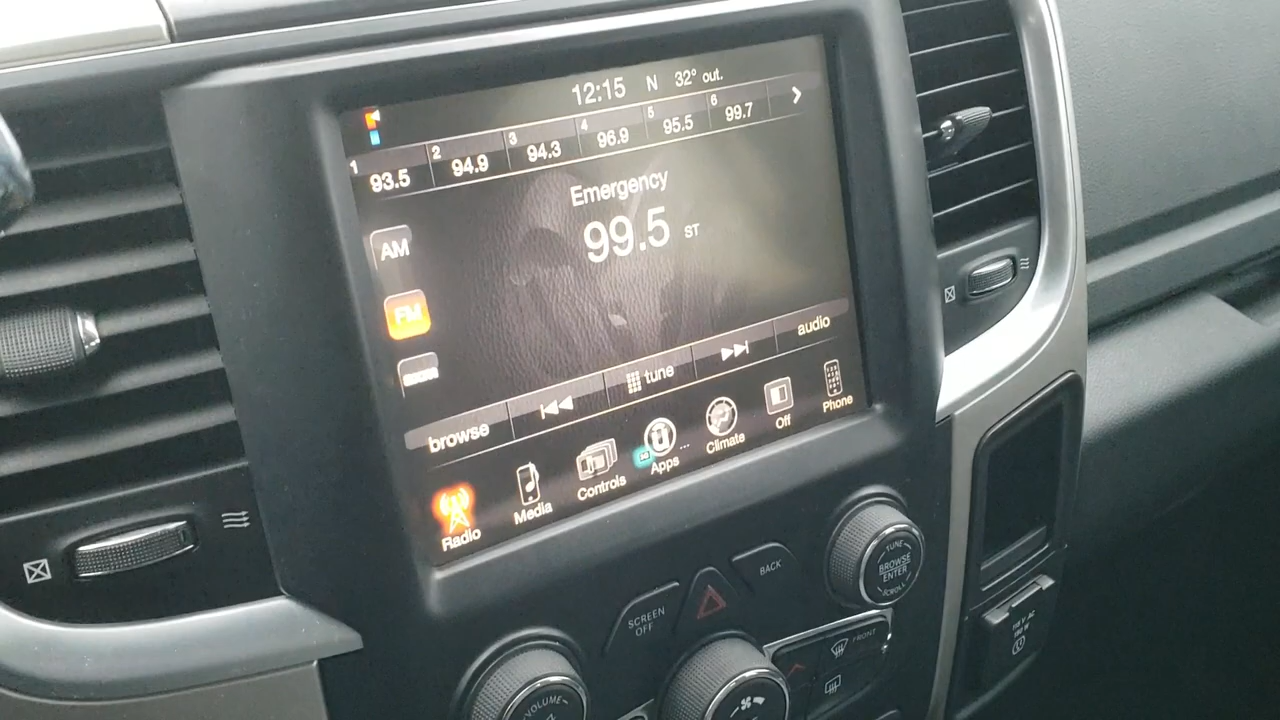 12:15 N 32° out.
1 93.5 2 94.9 3 94.3 4 96.9 5 95.5 6 99.7
Emergency
99.5 ST
AM
FM
browse tune audio
Radio Media Controls Apps Climate Off Phone
SCREEN OFF
BACK
TUNE
BROWSE
ENTER
SCROLL
FRONT
VOLUME